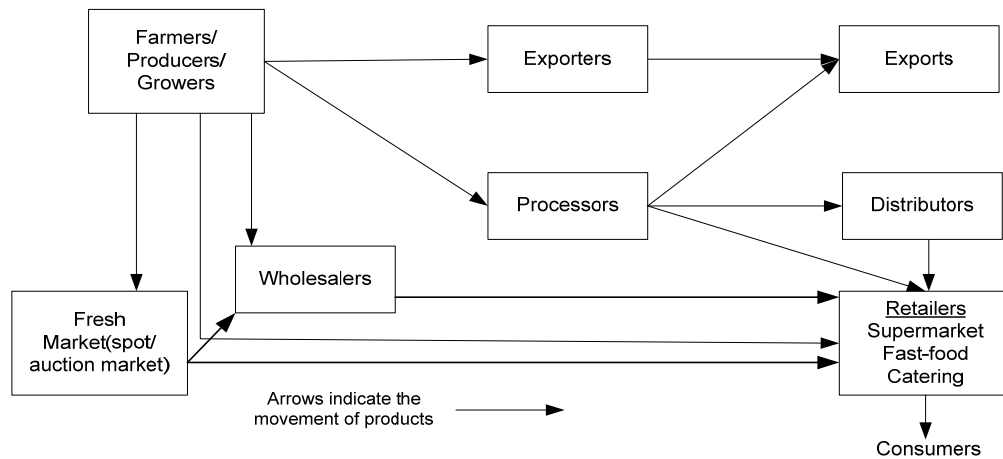 Farmers/
Producers/
Growers
Exporters
Exports
Processors
Distributors
Wholesalers
Fresh
Market(spot/
auction market)
Retailers
Supermarket
Fast-food
Catering
Arrows indicate the
movement of products
Consumers